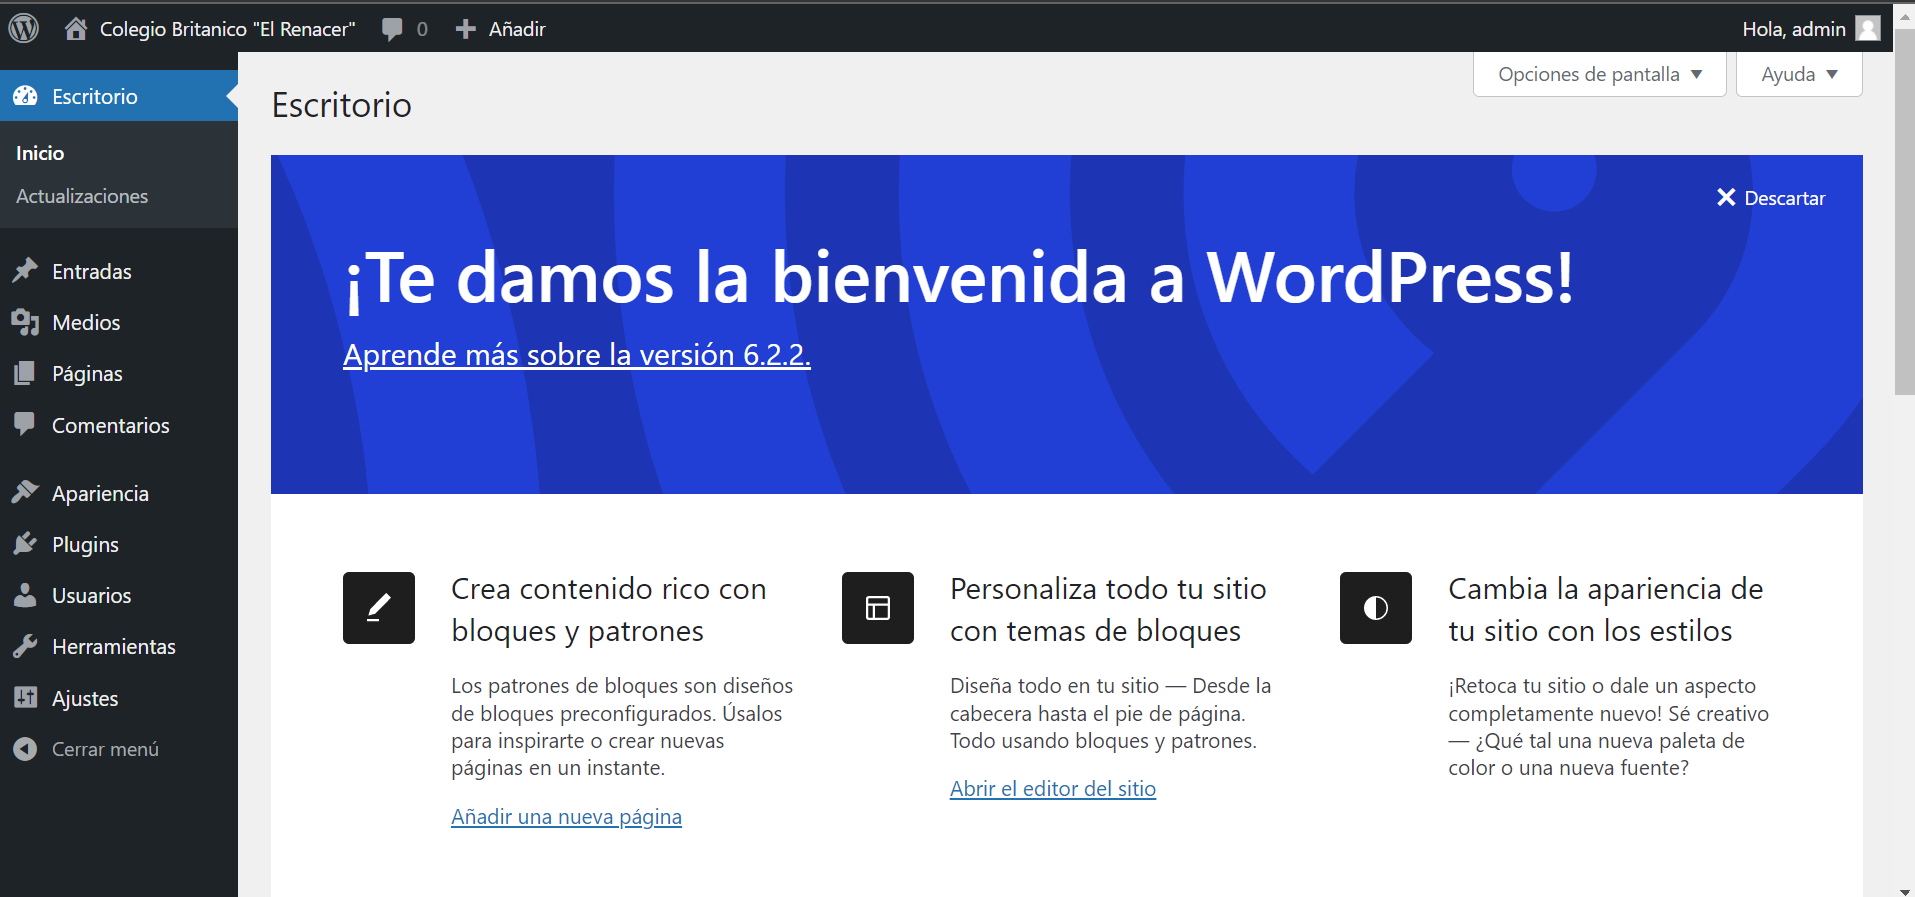 Colegio Britanico "El Renacer"
0
Añadir
Hola, admin
Escritorio
Inicio
Actualizaciones
Entradas
Medios
Páginas
Comentarios
Apariencia
Plugins
Usuarios
Herramientas
Ajustes
Cerrar menú
Opciones de pantalla
Ayuda
Escritorio
Descartar
¡Te damos la bienvenida a WordPress!
Aprende más sobre la versión 6.2.2.
Crea contenido rico con
bloques y patrones
Los patrones de bloques son diseños
de bloques preconfigurados. Úsalos
para inspirarte o crear nuevas
páginas en un instante.
Añadir una nueva página
Personaliza todo tu sitio
con temas de bloques
Diseña todo en tu sitio — Desde la
cabecera hasta el pie de página.
Todo usando bloques y patrones.
Abrir el editor del sitio
Cambia la apariencia de
tu sitio con los estilos
¡Retoca tu sitio o dale un aspecto
completamente nuevo! Sé creativo
— ¿Qué tal una nueva paleta de
color o una nueva fuente?